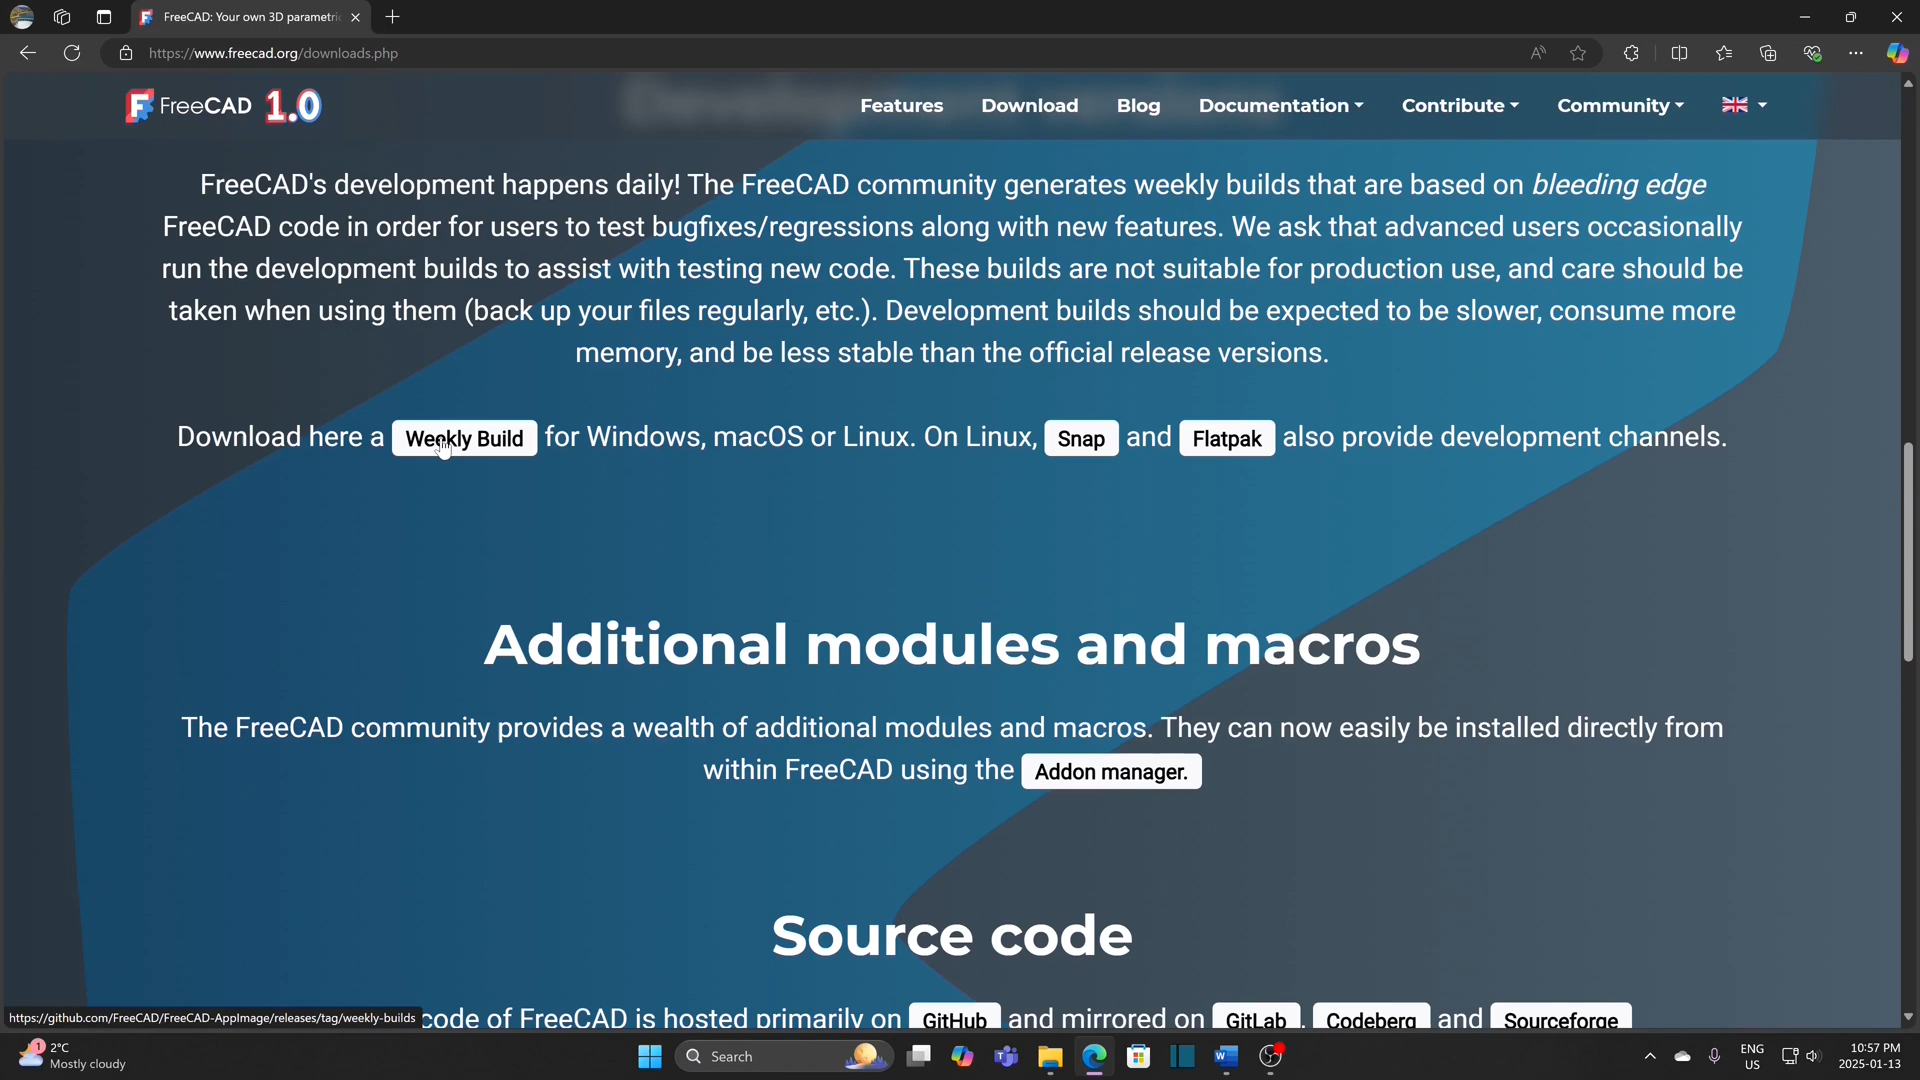 FreeCAD: Your own 3D parametric
https://www.freecad.org/downloads.php
FreeCAD 1.0
Features
Download
Blog
Documentation
Contribute
Community
FreeCAD's development happens daily! The FreeCAD community generates weekly builds that are based on bleeding edge
FreeCAD code in order for users to test bugfixes/regressions along with new features. We ask that advanced users occasionally
run the development builds to assist with testing new code. These builds are not suitable for production use, and care should be
taken when using them (back up your files regularly, etc.). Development builds should be expected to be slower, consume more
memory, and be less stable than the official release versions.
Download here a Weekly Build for Windows, macOS or Linux. On Linux, Snap and Flatpak also provide development channels.
Additional modules and macros
The FreeCAD community provides a wealth of additional modules and macros. They can now easily be installed directly from
within FreeCAD using the Addon manager.
Source code
code of FreeCAD is hosted primarily on GitHub and mirrored on GitLab, Codeberg and Sourceforge
https://github.com/FreeCAD/FreeCAD-AppImage/releases/tag/weekly-builds
1
2°C
Mostly cloudy
Search
ENG
US
10:57 PM
2025-01-13